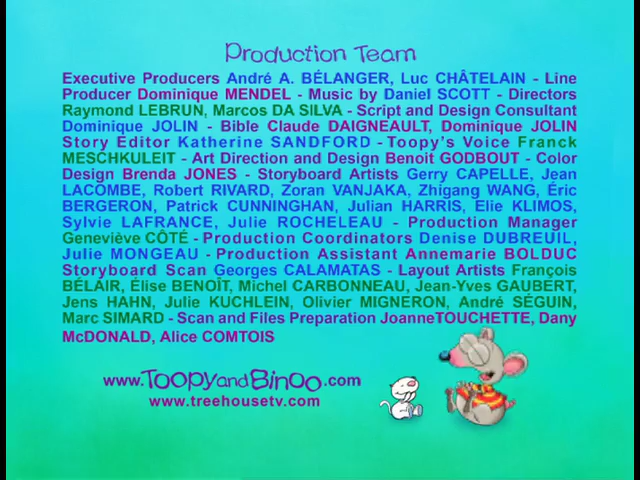 Production Team
Executive Producers André A. BÉLANGER, Luc CHÂTELAIN - Line
Producer Dominique MENDEL - Music by Daniel SCOTT - Directors
Raymond LEBRUN, Marcos DA SILVA - Script and Design Consultant
Dominique JOLIN - Bible Claude DAIGNEAULT, Dominique JOLIN
Story Editor Katherine SANDFORD - Toopy's Voice Franck
MESCHKULEIT - Art Direction and Design Benoit GODBOUT - Color
Design Brenda JONES - Storyboard Artists Gerry CAPELLE, Jean
LACOMBE, Robert RIVARD, Zoran VANJAKA, Zhigang WANG, Éric
BERGERON, Patrick CUNNINGHAN, Julian HARRIS, Elie KLIMOS,
Sylvie LAFRANCE, Julie ROCHELEAU - Production Manager
Geneviève CÔTÉ - Production Coordinators Denise DUBREUIL,
Julie MONGEAU - Production Assistant Annemarie BOLDUC
Storyboard Scan Georges CALAMATAS - Layout Artists François
BÉLAIR, Élise BENOÎT, Michel CARBONNEAU, Jean-Yves GAUBERT,
Jens HAHN, Julie KUCHLEIN, Olivier MIGNERON, André SÉGUIN,
Marc SIMARD - Scan and Files Preparation JoanneTOUCHETTE, Dany
McDONALD, Alice COMTOIS
www.ToopyandBinoo.com
www.treehousetv.com